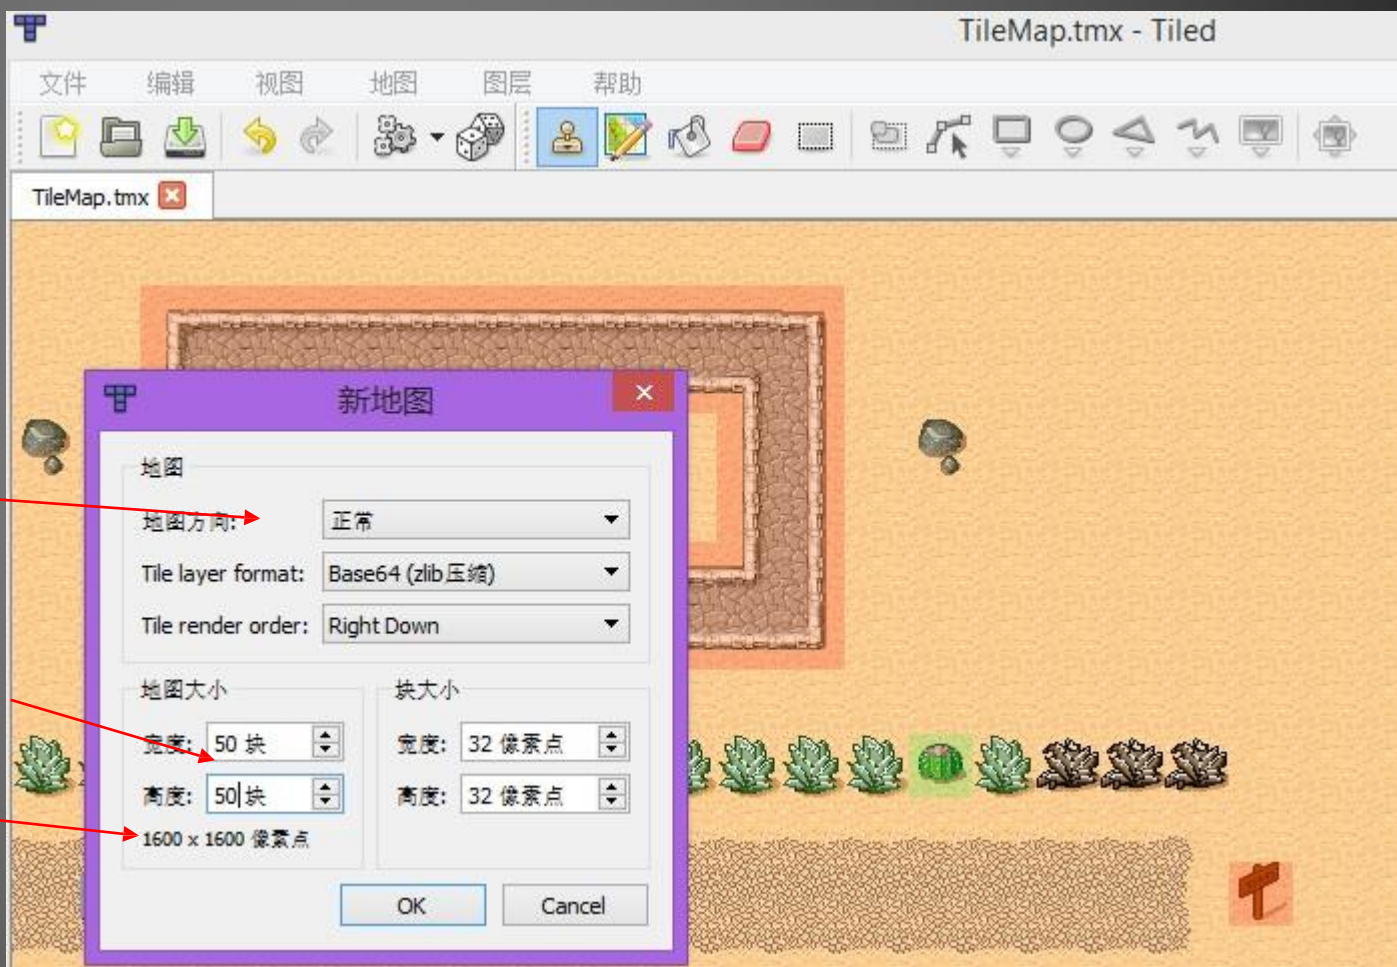 TileMap.tmx - Tiled
文件 编辑 视图 地图 图层 帮助
TileMap.tmx
新地图
地图
地图方向: 正常
Tile layer format: Base64 (zlib压缩)
Tile render order: Right Down
地图大小 块大小
宽度: 50 块 宽度: 32 像素点
高度: 50 块 高度: 32 像素点
1600 x 1600 像素点
OK Cancel